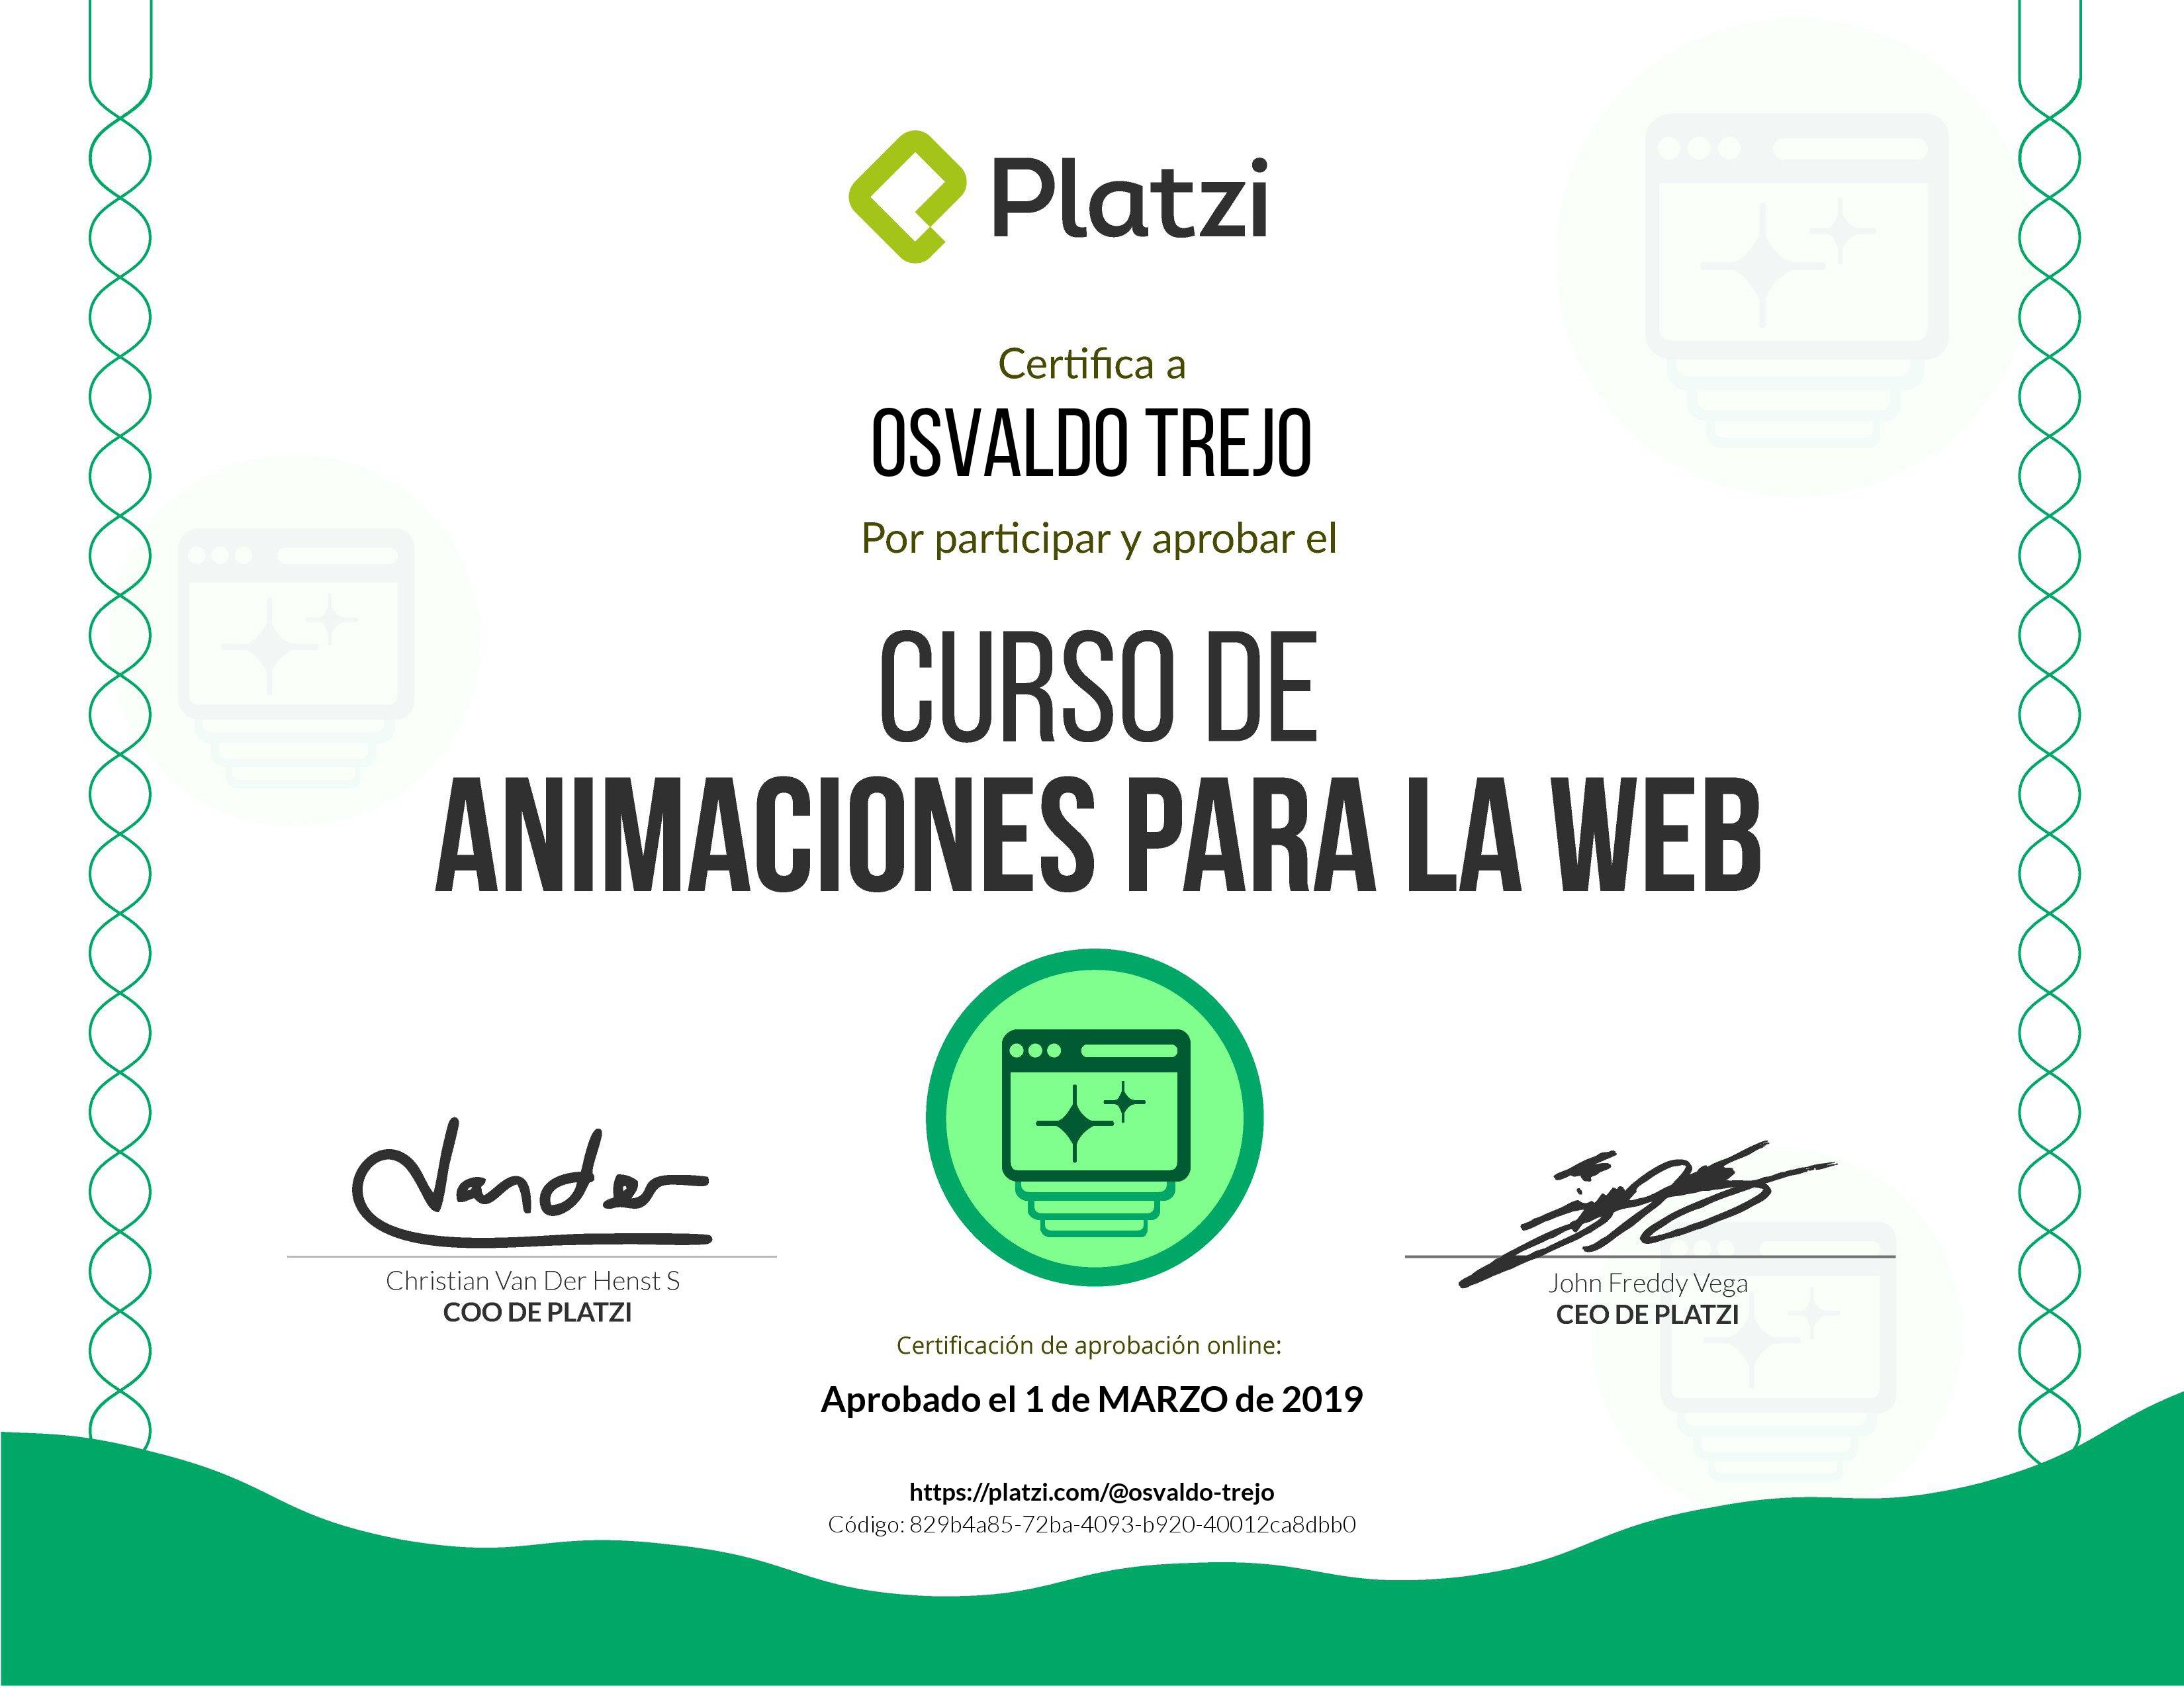 Platzi
Certifica a
OSVALDO TREJO
Por participar y aprobar el
CURSO DE
ANIMACIONES PARA LA WEB
Vander
Christian Van Der Henst S
COO DE PLATZI
John Freddy Vega
CEO DE PLATZI
Certificación de aprobación online:
Aprobado el 1 de MARZO de 2019
https://platzi.com/@osvaldo-trejo
Código: 829b4a85-72ba-4093-b920-40012ca8dbb0